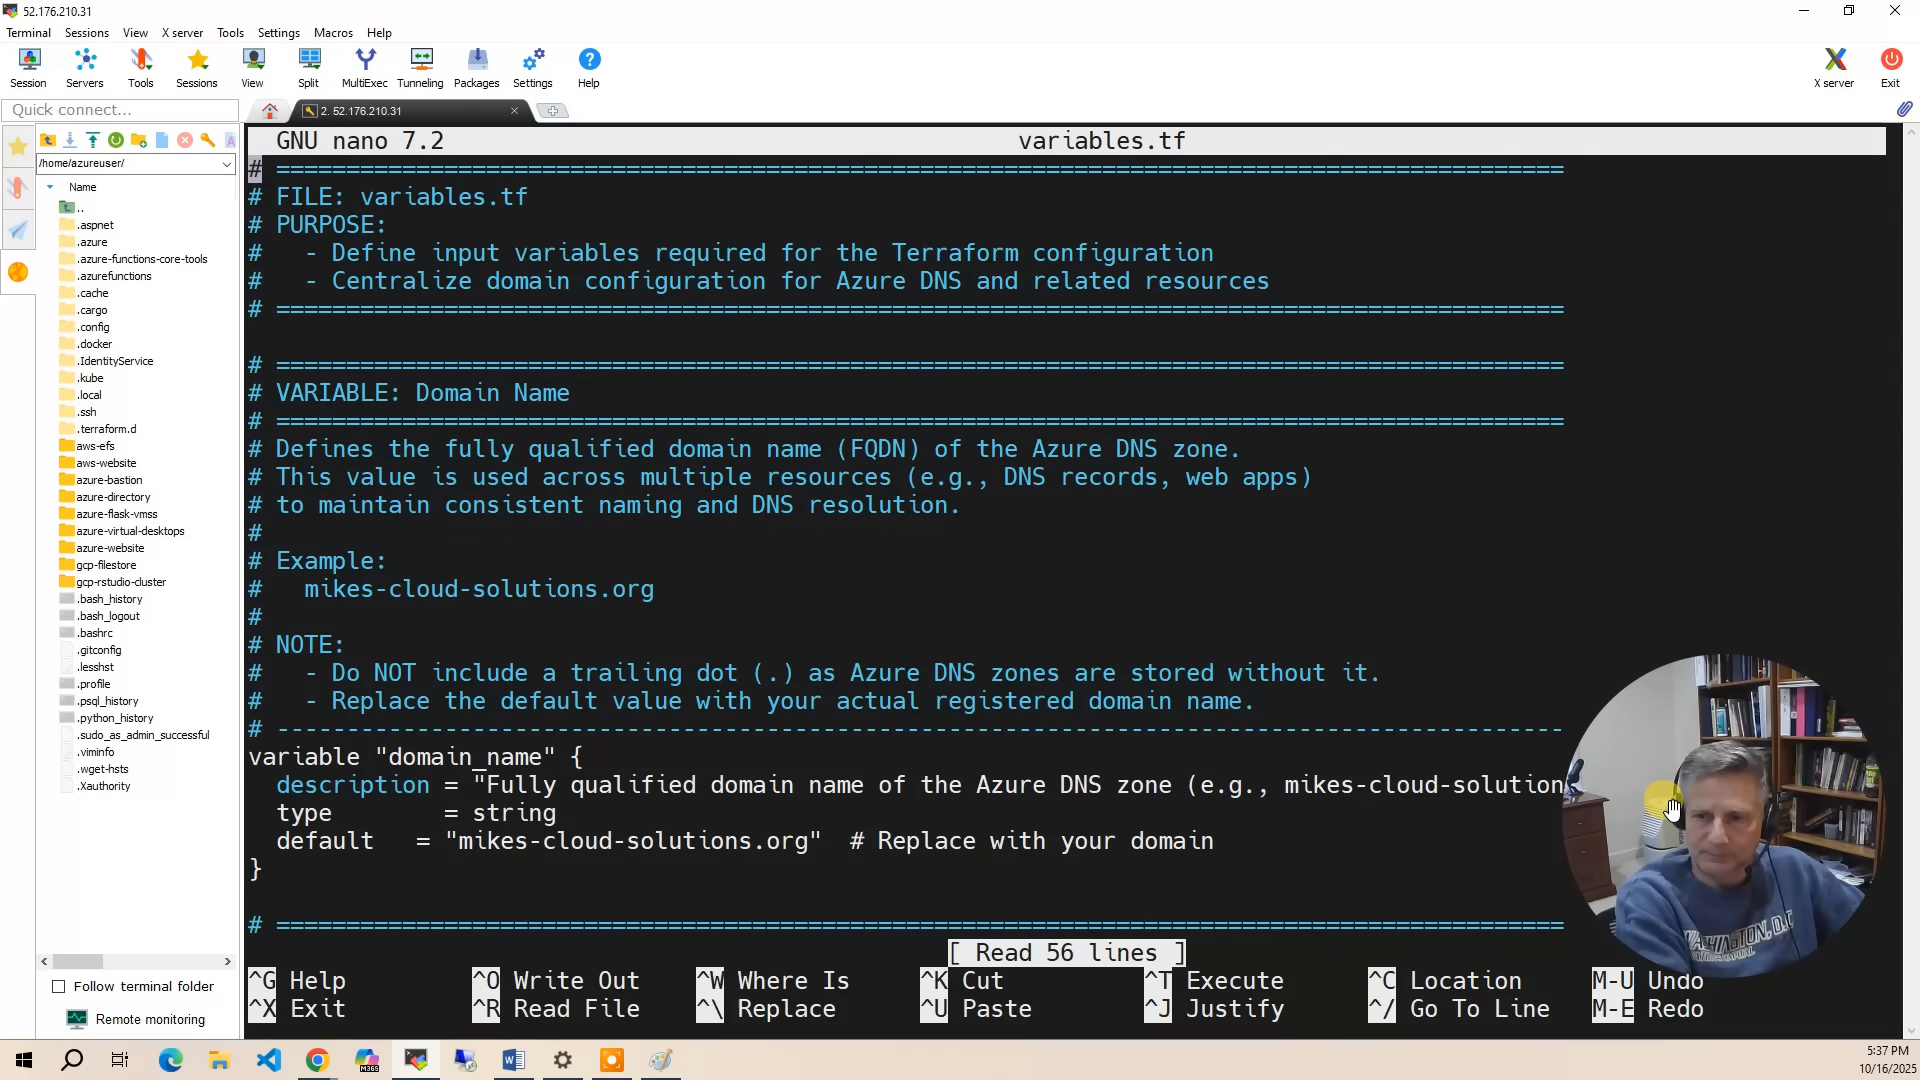 52.176.210.31
Terminal Sessions View X server Tools Settings Macros Help
Session Servers Tools Sessions View Split MultiExec Tunneling Packages Settings Help X server Exit
Quick connect...
2. 52.176.210.31
/home/azureuser/
Name
..
.aspnet
.azure
.azure-functions-core-tools
.azurefunctions
.cache
.cargo
.config
.docker
.IdentityService
.kube
.local
.ssh
.terraform.d
aws-efs
aws-website
azure-bastion
azure-directory
azure-flask-vmss
azure-virtual-desktops
azure-website
gcp-filestore
gcp-rstudio-cluster
.bash_history
.bash_logout
.bashrc
.gitconfig
.lesshst
.profile
.psql_history
.python_history
.sudo_as_admin_successful
.viminfo
.wget-hsts
.Xauthority
Follow terminal folder
Remote monitoring
GNU nano 7.2 variables.tf
# ============================================================================================
# FILE: variables.tf
# PURPOSE:
#   - Define input variables required for the Terraform configuration
#   - Centralize domain configuration for Azure DNS and related resources
# ============================================================================================
# ============================================================================================
# VARIABLE: Domain Name
# ============================================================================================
# Defines the fully qualified domain name (FQDN) of the Azure DNS zone.
# This value is used across multiple resources (e.g., DNS records, web apps)
# to maintain consistent naming and DNS resolution.
#
# Example:
#   mikes-cloud-solutions.org
#
# NOTE:
#   - Do NOT include a trailing dot (.) as Azure DNS zones are stored without it.
#   - Replace the default value with your actual registered domain name.
# --------------------------------------------------------------------------------------------
variable "domain_name" {
  description = "Fully qualified domain name of the Azure DNS zone (e.g., mikes-cloud-solution
  type        = string
  default   = "mikes-cloud-solutions.org"  # Replace with your domain
}
# ============================================================================================
[ Read 56 lines ]
^G Help ^O Write Out ^W Where Is ^K Cut ^T Execute ^C Location M-U Undo
^X Exit ^R Read File ^\ Replace ^U Paste ^J Justify ^/ Go To Line M-E Redo
WASHINGTON, D.C.
5:37 PM
10/16/2025